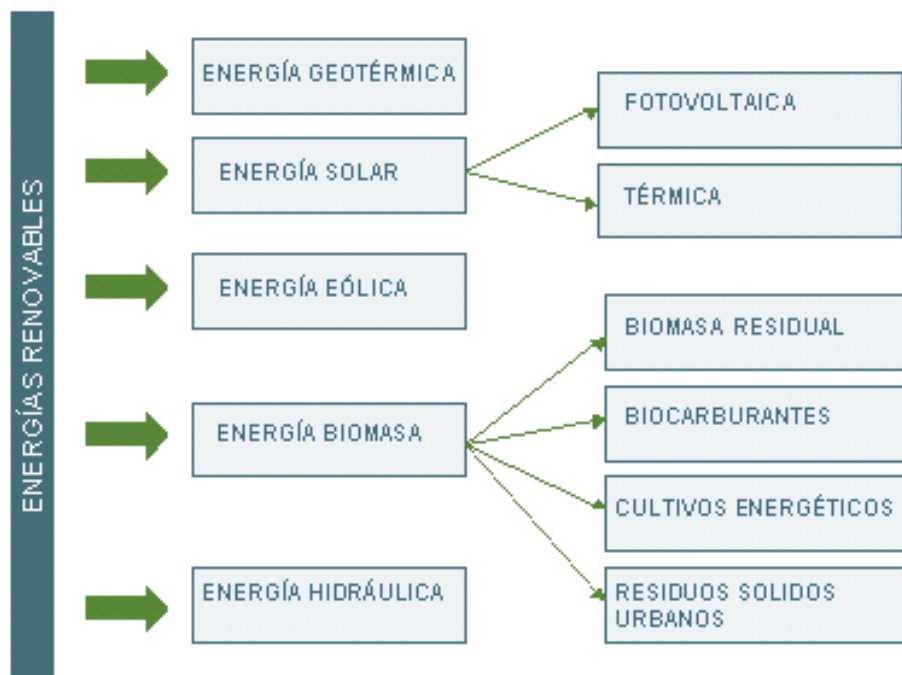 ENERGÍAS RENOVABLES
ENERGÍA GEOTÉRMICA
ENERGÍA SOLAR
FOTOVOLTAICA
TÉRMICA
ENERGÍA EÓLICA
ENERGÍA BIOMASA
BIOMASA RESIDUAL
BIOCARBURANTES
CULTIVOS ENERGÉTICOS
RESIDUOS SOLIDOS
URBANOS
ENERGÍA HIDRÁULICA